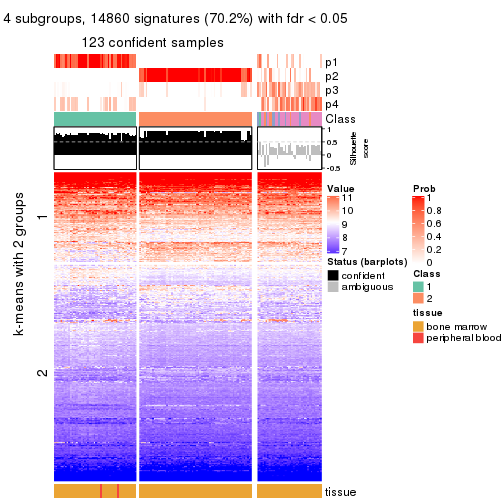 4 subgroups, 14860 signatures (70.2%) with fdr < 0.05
123 confident samples
p1
p2
p3
p4
Class
1
0.5
0
-0.5
Silhouette
score
k-means with 2 groups
1
2
Value
11
10
9
8
7
Status (barplots)
confident
ambiguous
Prob
1
0.8
0.6
0.4
0.2
0
Class
1
2
tissue
bone marrow
peripheral blood
tissue